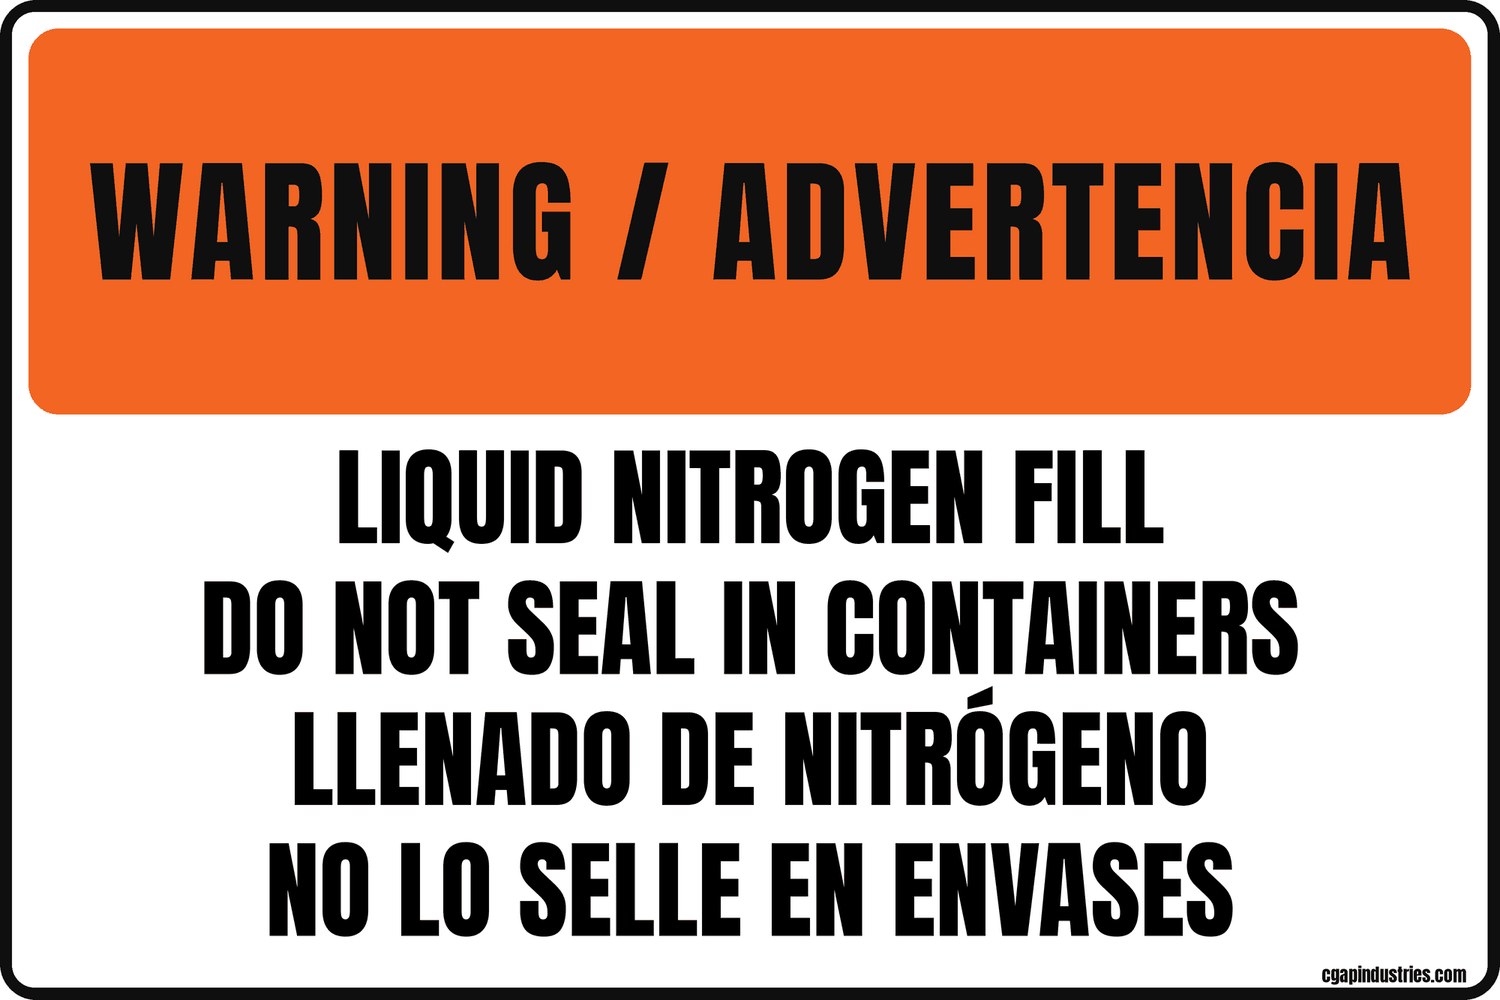 WARNING / ADVERTENCIA
LIQUID NITROGEN FILL
DO NOT SEAL IN CONTAINERS
LLENADO DE NITRÓGENO
NO LO SELLE EN ENVASES
cgapindustries.com